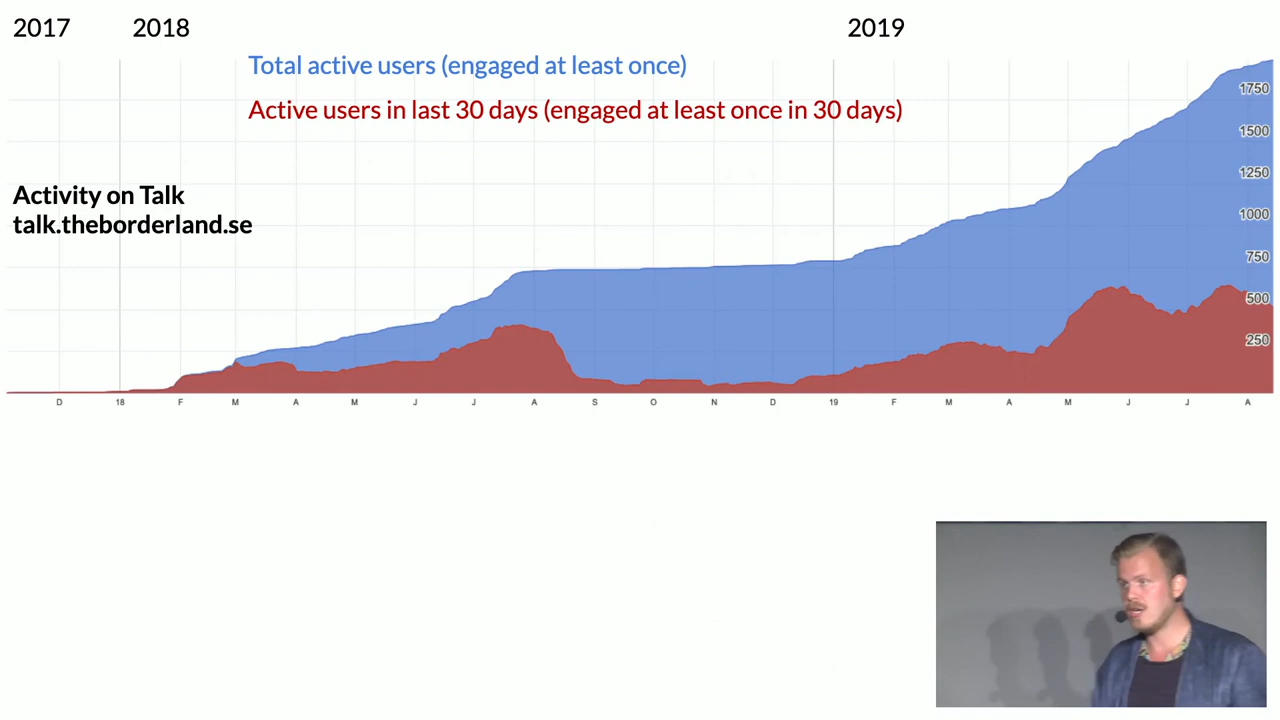 2017 2018 2019
Total active users (engaged at least once)
Active users in last 30 days (engaged at least once in 30 days)
Activity on Talk
talk.theborderland.se
1750
1500
1250
1000
750
500
250
D 18 F M A M J J A S O N D 19 F M A M J J A